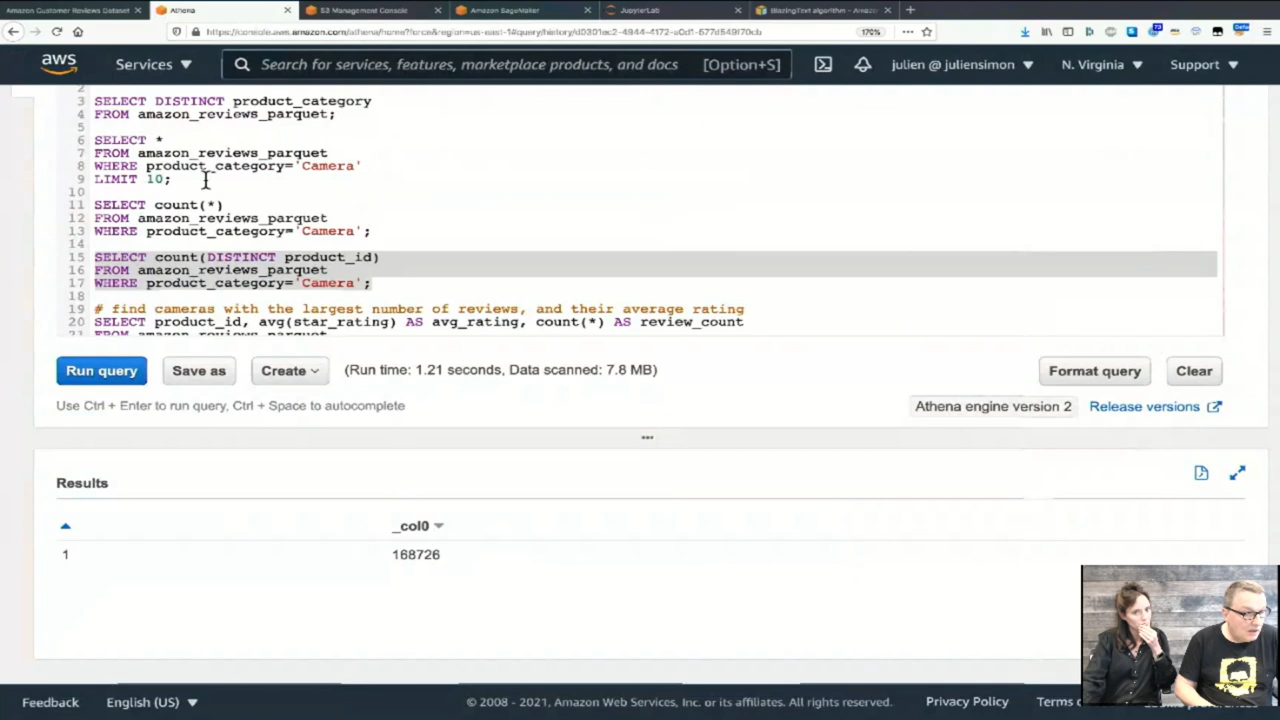 Amazon Customer Reviews Dataset
Athena
S3 Management Console
Amazon SageMaker
JupyterLab
BlazingText algorithm - Amazon
170%
aws
Services
Search for services, features, marketplace products, and docs
[Option+S]
julien @ juliensimon
N. Virginia
Support
2
3 SELECT DISTINCT product_category
4 FROM amazon_reviews_parquet;
5
6 SELECT *
7 FROM amazon_reviews_parquet
8 WHERE product_category='Camera'
9 LIMIT 10;
10
11 SELECT count(*)
12 FROM amazon_reviews_parquet
13 WHERE product_category='Camera';
14
15 SELECT count(DISTINCT product_id)
16 FROM amazon_reviews_parquet
17 WHERE product_category='Camera';
18
19 # find cameras with the largest number of reviews, and their average rating
20 SELECT product_id, avg(star_rating) AS avg_rating, count(*) AS review_count
21 FROM amazon_reviews_parquet
Run query
Save as
Create
(Run time: 1.21 seconds, Data scanned: 7.8 MB)
Format query
Clear
Use Ctrl + Enter to run query, Ctrl + Space to autocomplete
Athena engine version 2
Release versions
Results
_col0
1 168726
Feedback
English (US)
© 2008 - 2021, Amazon Web Services, Inc. or its affiliates. All rights reserved.
Privacy Policy
Terms